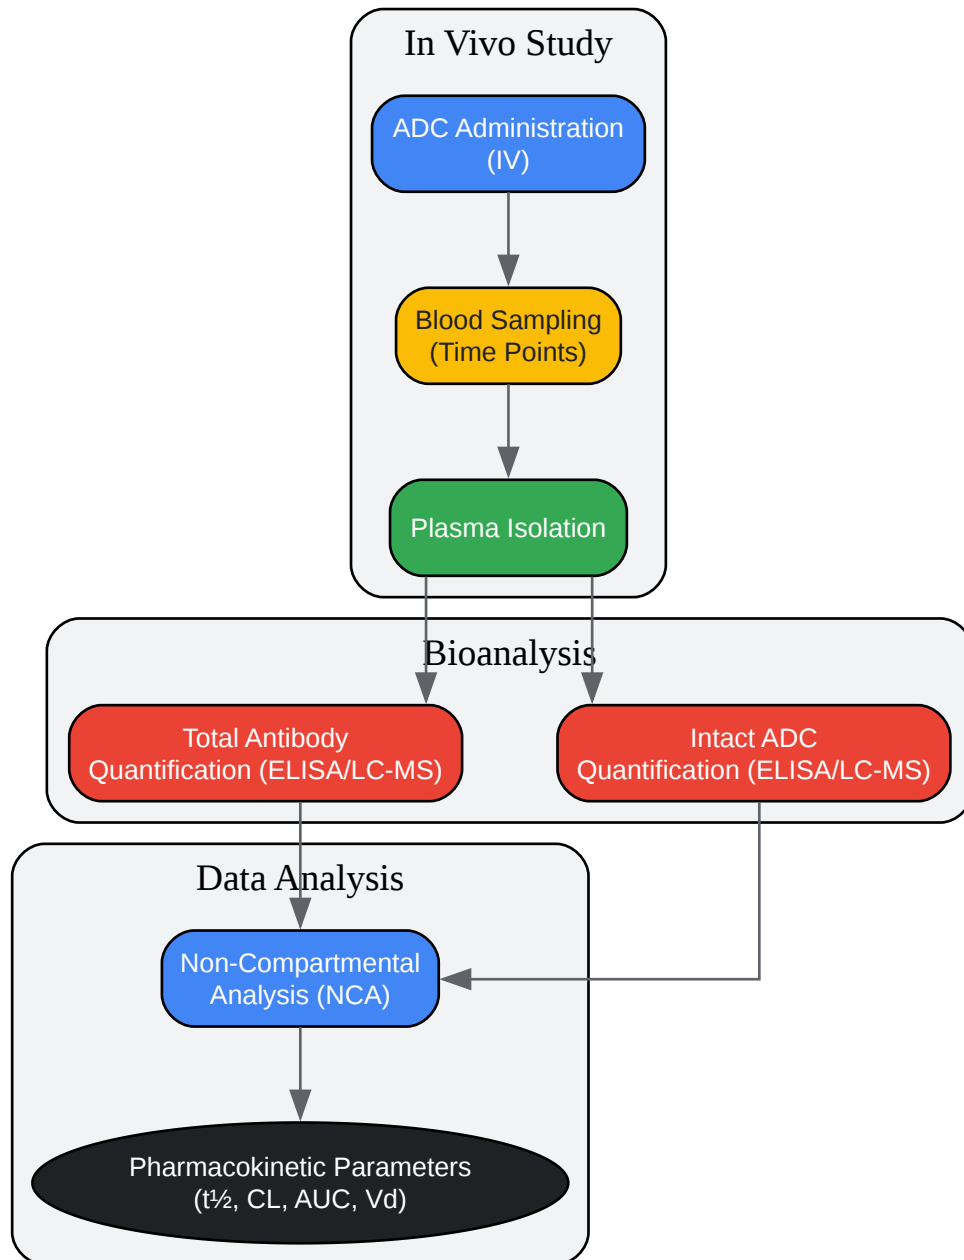 In Vivo Study
ADC Administration
(IV)
Blood Sampling
(Time Points)
Plasma Isolation
Bioanalysis
Total Antibody
Quantification (ELISA/LC-MS)
Intact ADC
Quantification (ELISA/LC-MS)
Data Analysis
Non-Compartmental
Analysis (NCA)
Pharmacokinetic Parameters
(t½, CL, AUC, Vd)